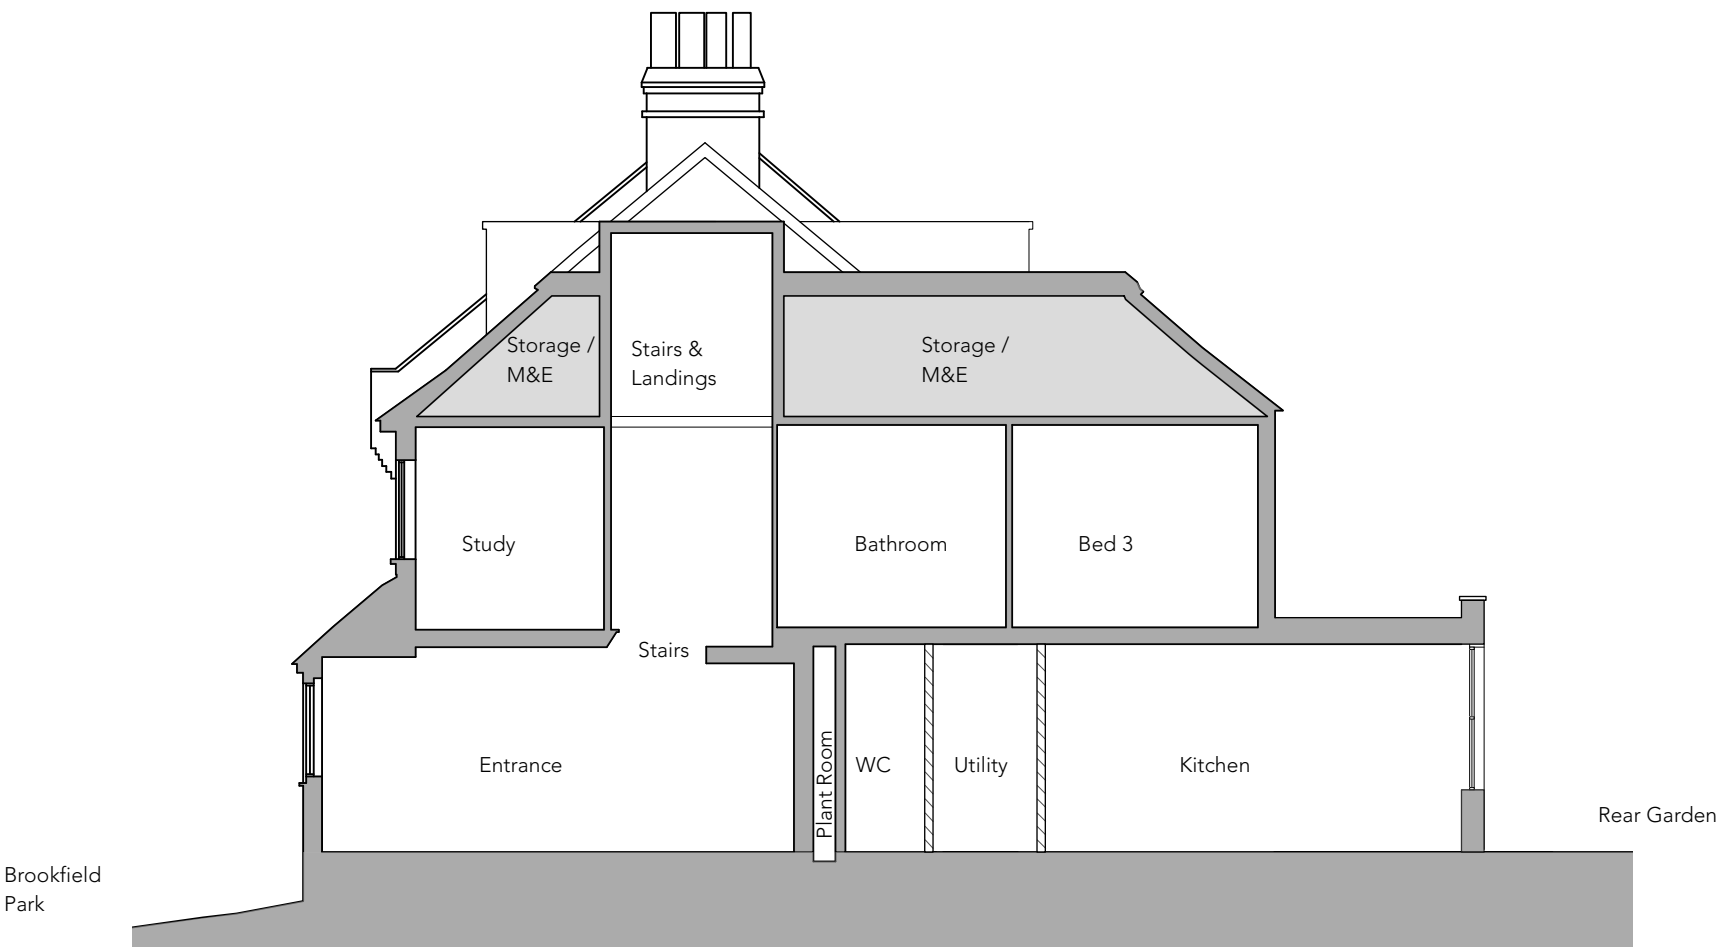 Storage /
M&E
Stairs &
Landings
Storage /
M&E
Study
Bathroom
Bed 3
Stairs
Entrance
Plant Room
WC
Utility
Kitchen
Rear Garden
Brookfield
Park